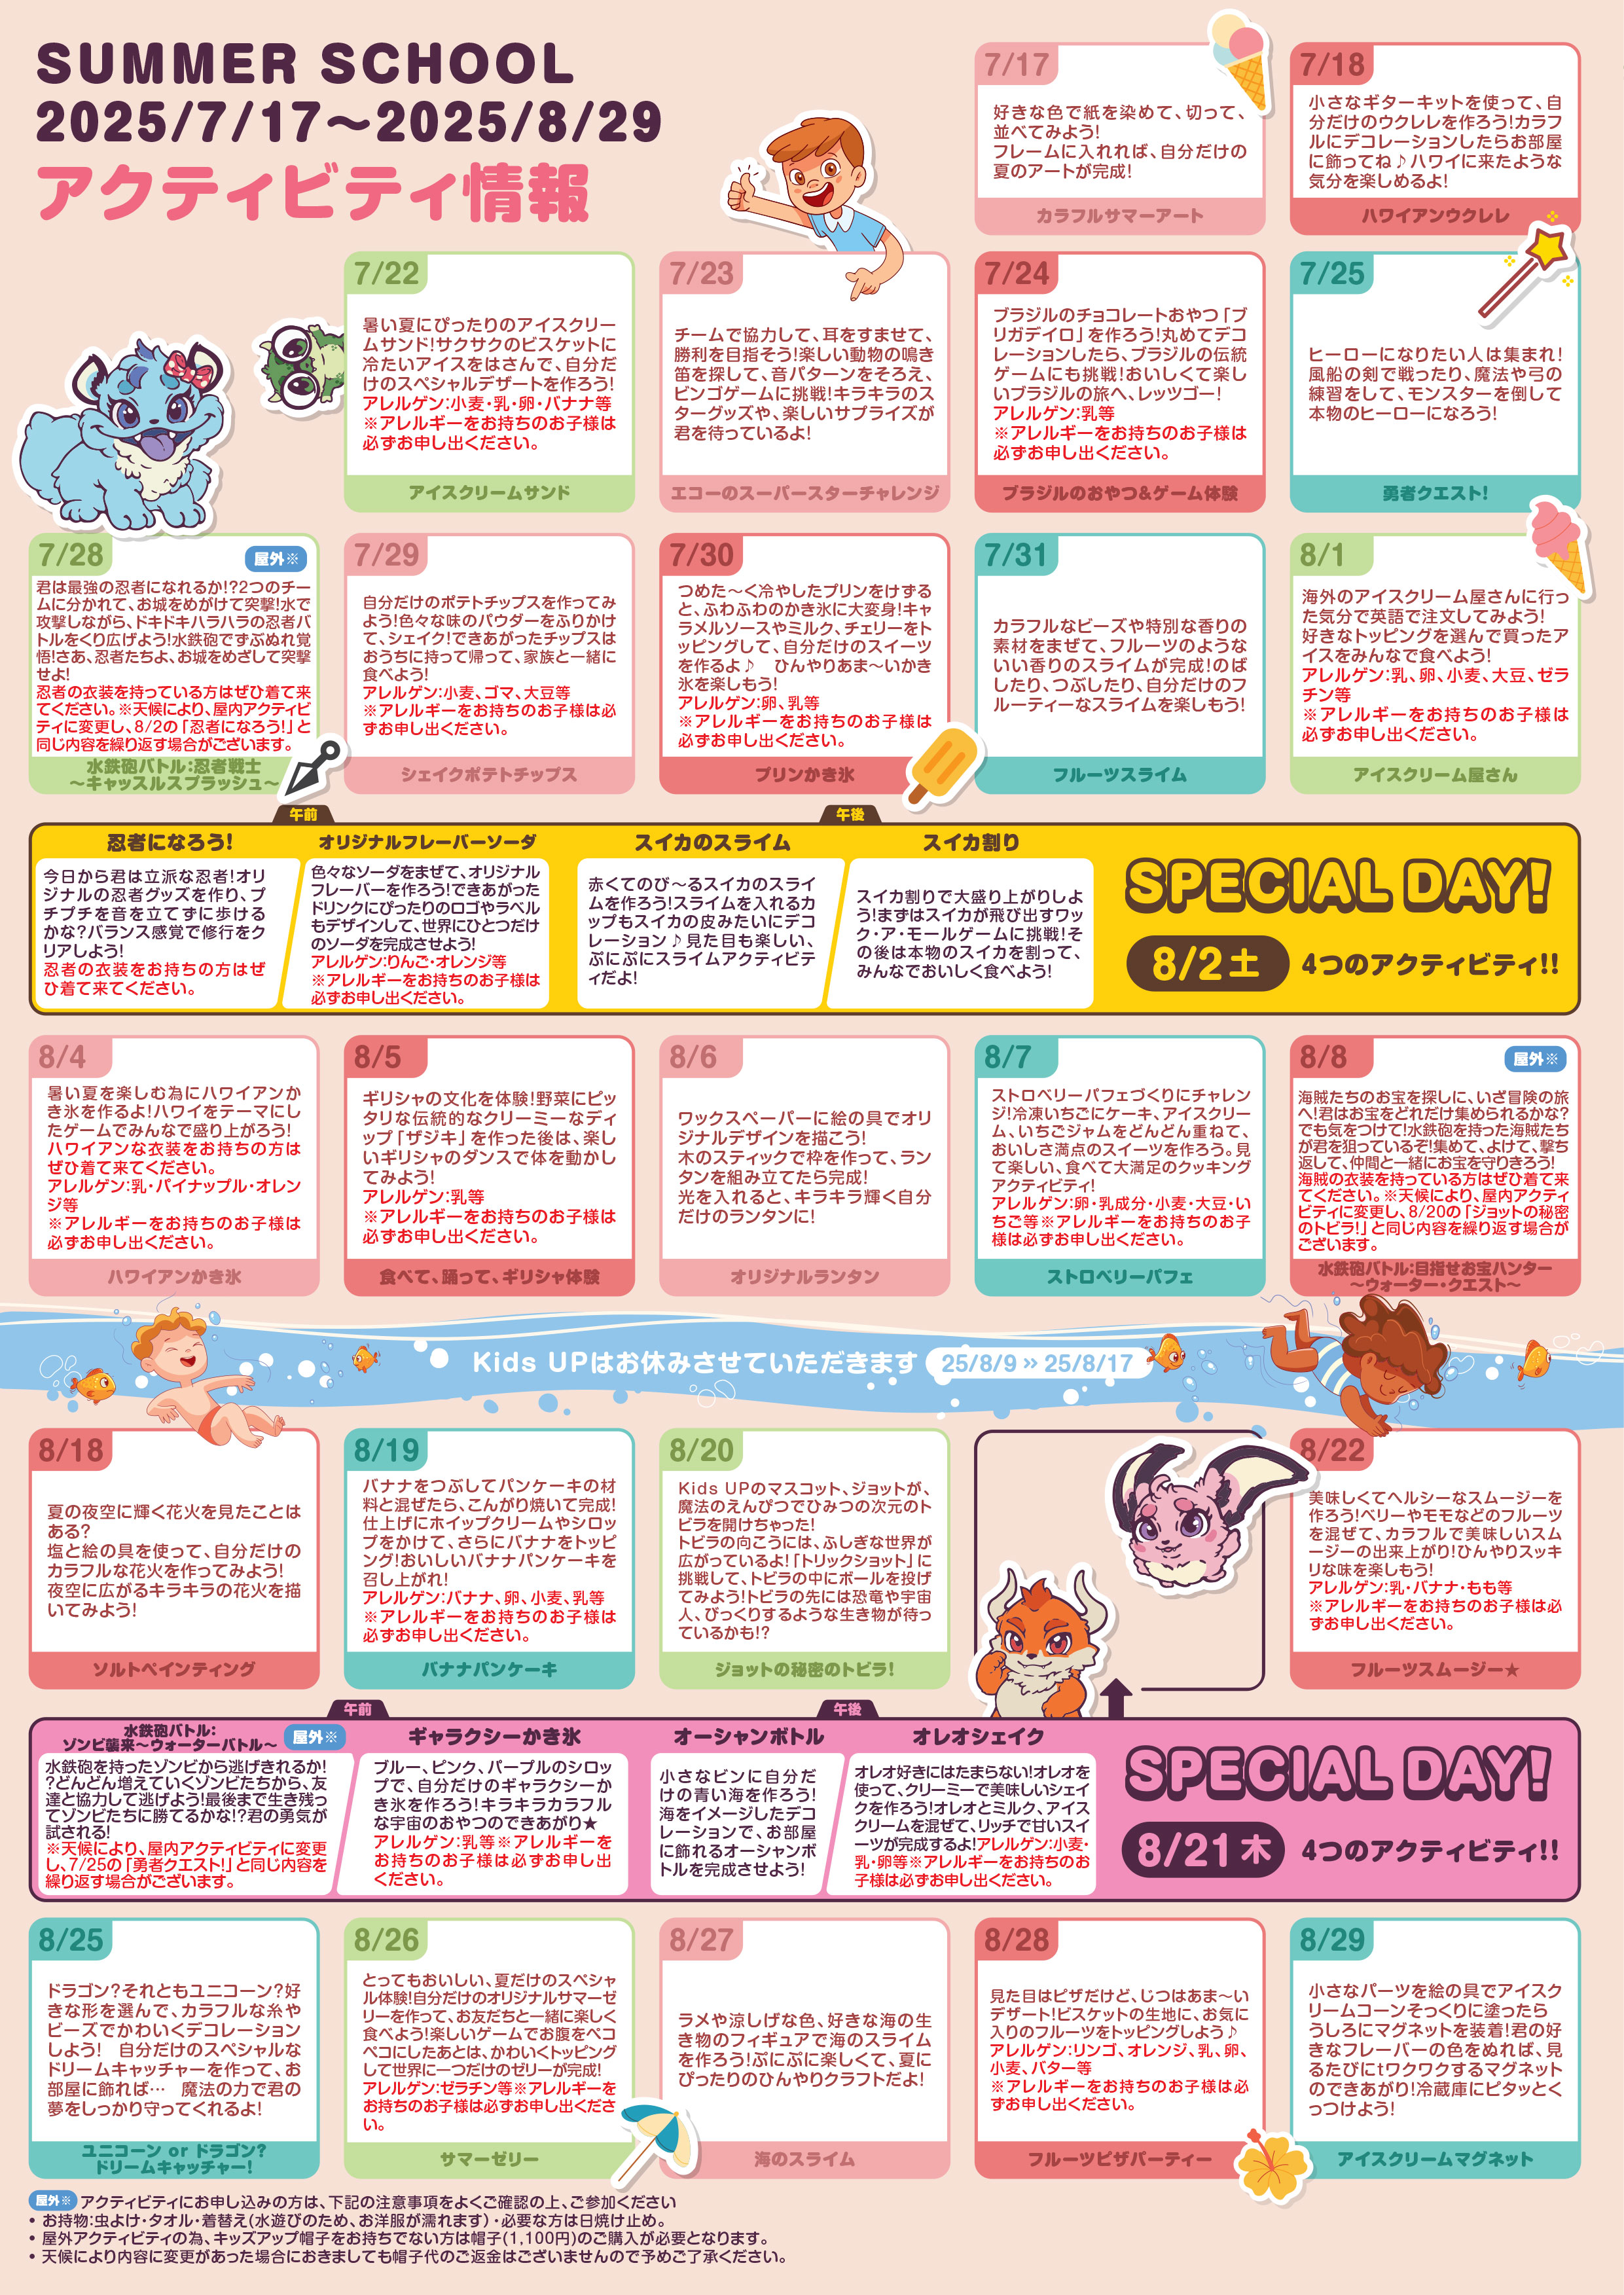 SUMMER SCHOOL
2025/7/17～2025/8/29
アクティビティ情報
7/17
好きな色で紙を染めて、切って、
並べてみよう!
フレームに入れれば、自分だけの
夏のアートが完成!
カラフルサマーアート
7/18
小さなギターキットを使って、自
分だけのウクレレを作ろう!カラフ
ルにデコレーションしたらお部屋
に飾ってね♪ハワイに来たような
気分を楽しめるよ!
ハワイアンウクレレ
7/22
暑い夏にぴったりのアイスクリー
ムサンド!サクサクのビスケットに
冷たいアイスをはさんで、自分だ
けのスペシャルデザートを作ろう!
アレルゲン:小麦・乳・卵・バナナ等
※アレルギーをお持ちのお子様は
必ずお申し出ください。
アイスクリームサンド
7/23
チームで協力して、耳をすませて、
勝利を目指そう!楽しい動物の鳴き
笛を探して、音パターンをそろえ、
ビンゴゲームに挑戦!キラキラのス
ターグッズや、楽しいサプライズが
君を待っているよ!
エコーのスーパースターチャレンジ
7/24
ブラジルのチョコレートおやつ「ブ
リガデイロ」を作ろう!丸めてデコ
レーションしたら、ブラジルの伝統
ゲームにも挑戦!おいしくて楽し
いブラジルの旅へ、レッツゴー!
アレルゲン:乳等
※アレルギーをお持ちのお子様は
必ずお申し出ください。
ブラジルのおやつ&ゲーム体験
7/25
ヒーローになりたい人は集まれ!
風船の剣で戦ったり、魔法や弓の
練習をして、モンスターを倒して
本物のヒーローになろう!
勇者クエスト!
7/28
屋外※
君は最強の忍者になれるか!?2つのチー
ムに分かれて、お城をめがけて突撃!水で
攻撃しながら、ドキドキハラハラの忍者バ
トルをくり広げよう!水鉄砲でずぶぬれ覚
悟!さあ、忍者たちよ、お城をめざして突撃
せよ!
忍者の衣装を持っている方はぜひ着て来
てください。※天候により、屋内アクティビ
ティに変更し、8/2の「忍者になろう!」と
同じ内容を繰り返す場合がございます。
水鉄砲バトル:忍者戦士
～キャッスルスプラッシュ～
7/29
自分だけのポテトチップスを作ってみ
よう!色々な味のパウダーをふりかけ
て、シェイク!できあがったチップスは
おうちに持って帰って、家族と一緒に
食べよう!
アレルゲン:小麦、ゴマ、大豆等
※アレルギーをお持ちのお子様は必
ずお申し出ください。
シェイクポテトチップス
7/30
つめた～く冷やしたプリンをけずる
と、ふわふわのかき氷に大変身!キャ
ラメルソースやミルク、チェリーをト
ッピングして、自分だけのスイーツ
を作るよ♪　ひんやりあま～いかき
氷を楽しもう!
アレルゲン:卵、乳等
※アレルギーをお持ちのお子様は
必ずお申し出ください。
プリンかき氷
7/31
カラフルなビーズや特別な香りの
素材をまぜて、フルーツのような
いい香りのスライムが完成!のば
したり、つぶしたり、自分だけのフ
ルーティーなスライムを楽しもう!
フルーツスライム
8/1
海外のアイスクリーム屋さんに行っ
た気分で英語で注文してみよう!
好きなトッピングを選んで買ったア
イスをみんなで食べよう!
アレルゲン:乳、卵、小麦、大豆、ゼラ
チン等
※アレルギーをお持ちのお子様は
必ずお申し出ください。
アイスクリーム屋さん
午前
忍者になろう!
今日から君は立派な忍者!オリ
ジナルの忍者グッズを作り、プ
チプチを音を立てずに歩ける
かな?バランス感覚で修行をク
リアしよう!
忍者の衣装をお持ちの方はぜ
ひ着て来てください。
オリジナルフレーバーソーダ
色々なソーダをまぜて、オリジナル
フレーバーを作ろう!できあがった
ドリンクにぴったりのロゴやラベル
もデザインして、世界にひとつだけ
のソーダを完成させよう!
アレルゲン:りんご・オレンジ等
※アレルギーをお持ちのお子様は
必ずお申し出ください。
午後
スイカのスライム
赤くてのび～るスイカのスライ
ムを作ろう!スライムを入れるカ
ップもスイカの皮みたいにデコ
レーション♪見た目も楽しい、
ぷにぷにスライムアクティビテ
ィだよ!
スイカ割り
スイカ割りで大盛り上がりしよ
う!まずはスイカが飛び出すワッ
ク・ア・モールゲームに挑戦!そ
の後は本物のスイカを割って、
みんなでおいしく食べよう!
SPECIAL DAY!
8/2土
4つのアクティビティ!!
8/4
暑い夏を楽しむ為にハワイアンか
き氷を作るよ!ハワイをテーマにし
たゲームでみんなで盛り上がろう!
ハワイアンな衣装をお持ちの方は
ぜひ着て来てください。
アレルゲン:乳・パイナップル・オレン
ジ等
※アレルギーをお持ちのお子様は
必ずお申し出ください。
ハワイアンかき氷
8/5
ギリシャの文化を体験!野菜にピッ
タリな伝統的なクリーミーなディ
ップ「ザジキ」を作った後は、楽し
いギリシャのダンスで体を動かし
てみよう!
アレルゲン:乳等
※アレルギーをお持ちのお子様は
必ずお申し出ください。
食べて、踊って、ギリシャ体験
8/6
ワックスペーパーに絵の具でオリ
ジナルデザインを描こう!
木のスティックで枠を作って、ラン
タンを組み立てたら完成!
光を入れると、キラキラ輝く自分
だけのランタンに!
オリジナルランタン
8/7
ストロベリーパフェづくりにチャレン
ジ!冷凍いちごにケーキ、アイスクリー
ム、いちごジャムをどんどん重ねて、
おいしさ満点のスイーツを作ろう。見
て楽しい、食べて大満足のクッキング
アクティビティ!
アレルゲン:卵・乳成分・小麦・大豆・い
ちご等※アレルギーをお持ちのお子
様は必ずお申し出ください。
ストロベリーパフェ
8/8
屋外※
海賊たちのお宝を探しに、いざ冒険の旅
へ!君はお宝をどれだけ集められるかな?
でも気をつけて!水鉄砲を持った海賊たち
が君を狙っているぞ!集めて、よけて、撃ち
返して、仲間と一緒にお宝を守りきろう!
海賊の衣装を持っている方はぜひ着て来
てください。※天候により、屋内アクティ
ビティに変更し、8/20の「ジョットの秘密
のトビラ!」と同じ内容を繰り返す場合が
ございます。
水鉄砲バトル:目指せお宝ハンター
～ウォーター・クエスト～
Kids UPはお休みさせていただきます 25/8/9 » 25/8/17
8/18
夏の夜空に輝く花火を見たことは
ある?
塩と絵の具を使って、自分だけの
カラフルな花火を作ってみよう!
夜空に広がるキラキラの花火を描
いてみよう!
ソルトペインティング
8/19
バナナをつぶしてパンケーキの材
料と混ぜたら、こんがり焼いて完成!
仕上げにホイップクリームやシロッ
プをかけて、さらにバナナをトッピ
ング!おいしいバナナパンケーキを
召し上がれ!
アレルゲン:バナナ、卵、小麦、乳等
※アレルギーをお持ちのお子様は
必ずお申し出ください。
バナナパンケーキ
8/20
Kids UPのマスコット、ジョットが、
魔法のえんぴつでひみつの次元のト
ビラを開けちゃった!
トビラの向こうには、ふしぎな世界が
広がっているよ!「トリックショット」に
挑戦して、トビラの中にボールを投げ
てみよう!トビラの先には恐竜や宇宙
人、びっくりするような生き物が待っ
ているかも!?
ジョットの秘密のトビラ!
8/22
美味しくてヘルシーなスムージーを
作ろう!ベリーやモモなどのフルーツ
を混ぜて、カラフルで美味しいスム
ージーの出来上がり!ひんやりスッキ
リな味を楽しもう!
アレルゲン:乳・バナナ・もも等
※アレルギーをお持ちのお子様は必
ずお申し出ください。
フルーツスムージー★
午前
水鉄砲バトル:
ゾンビ襲来～ウォーターバトル～
屋外※
水鉄砲を持ったゾンビから逃げきれるか!
?どんどん増えていくゾンビたちから、友
達と協力して逃げよう!最後まで生き残っ
てゾンビたちに勝てるかな!?君の勇気が
試される!
※天候により、屋内アクティビティに変更
し、7/25の「勇者クエスト!」と同じ内容を
繰り返す場合がございます。
ギャラクシーかき氷
ブルー、ピンク、パープルのシロッ
プで、自分だけのギャラクシーか
き氷を作ろう!キラキラカラフル
な宇宙のおやつのできあがり★
アレルゲン:乳等※アレルギーを
お持ちのお子様は必ずお申し出
ください。
午後
オーシャンボトル
小さなビンに自分だ
けの青い海を作ろう!
海をイメージしたデコ
レーションで、お部屋
に飾れるオーシャンボ
トルを完成させよう!
オレオシェイク
オレオ好きにはたまらない!オレオを
使って、クリーミーで美味しいシェイ
クを作ろう!オレオとミルク、アイス
クリームを混ぜて、リッチで甘いスイ
ーツが完成するよ!アレルゲン:小麦・
乳・卵等※アレルギーをお持ちのお
子様は必ずお申し出ください。
SPECIAL DAY!
8/21木
4つのアクティビティ!!
8/25
ドラゴン?それともユニコーン?好
きな形を選んで、カラフルな糸や
ビーズでかわいくデコレーション
しよう!　自分だけのスペシャルな
ドリームキャッチャーを作って、お
部屋に飾れば…　魔法の力で君の
夢をしっかり守ってくれるよ!
ユニコーン or ドラゴン?
ドリームキャッチャー!
8/26
とってもおいしい、夏だけのスペシャ
ル体験!自分だけのオリジナルサマーゼ
リーを作って、お友だちと一緒に楽しく
食べよう!楽しいゲームでお腹をペコ
ペコにしたあとは、かわいくトッピング
して世界に一つだけのゼリーが完成!
アレルゲン:ゼラチン等※アレルギーを
お持ちのお子様は必ずお申し出くださ
い。
サマーゼリー
8/27
ラメや涼しげな色、好きな海の生
き物のフィギュアで海のスライム
を作ろう!ぷにぷに楽しくて、夏に
ぴったりのひんやりクラフトだよ!
海のスライム
8/28
見た目はピザだけど、じつはあま～い
デザート!ビスケットの生地に、お気に
入りのフルーツをトッピングしよう♪
アレルゲン:リンゴ、オレンジ、乳、卵、
小麦、バター等
※アレルギーをお持ちのお子様は必
ずお申し出ください。
フルーツピザパーティー
8/29
小さなパーツを絵の具でアイスク
リームコーンそっくりに塗ったら
うしろにマグネットを装着!君の好
きなフレーバーの色をぬれば、見
るたびにtワクワクするマグネット
のできあがり!冷蔵庫にピタッとく
っつけよう!
アイスクリームマグネット
屋外※ アクティビティにお申し込みの方は、下記の注意事項をよくご確認の上、ご参加ください
• お持物:虫よけ・タオル・着替え(水遊びのため、お洋服が濡れます)・必要な方は日焼け止め。
• 屋外アクティビティの為、キッズアップ帽子をお持ちでない方は帽子(1,100円)のご購入が必要となります。
• 天候により内容に変更があった場合におきましても帽子代のご返金はございませんので予めご了承ください。